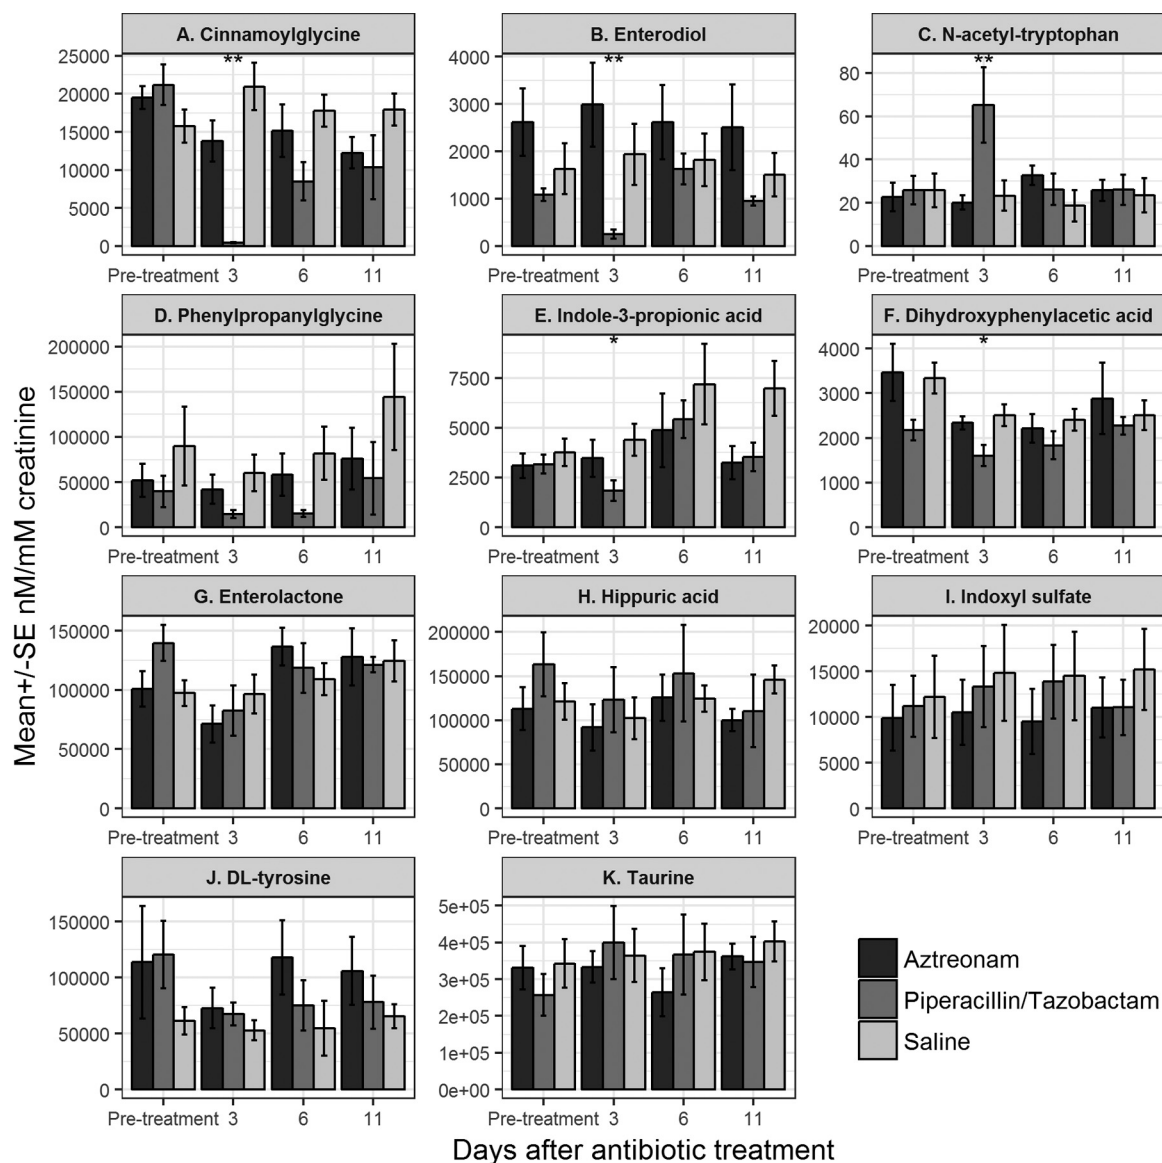 A. Cinnamoylglycine
B. Enterodiol
C. N-acetyl-tryptophan
25000
20000
15000
10000
5000
0
**
Pre-treatment 3 6 11
4000
3000
2000
1000
0
**
Pre-treatment 3 6 11
80
60
40
20
0
**
Pre-treatment 3 6 11
D. Phenylpropanylglycine
E. Indole-3-propionic acid
F. Dihydroxyphenylacetic acid
200000
150000
100000
50000
0
Pre-treatment 3 6 11
7500
5000
2500
0
*
Pre-treatment 3 6 11
4000
3000
2000
1000
0
*
Pre-treatment 3 6 11
Mean+/-SE nM/mM creatinine
G. Enterolactone
H. Hippuric acid
I. Indoxyl sulfate
150000
100000
50000
0
Pre-treatment 3 6 11
200000
150000
100000
50000
0
Pre-treatment 3 6 11
20000
15000
10000
5000
0
Pre-treatment 3 6 11
J. DL-tyrosine
K. Taurine
150000
100000
50000
0
Pre-treatment 3 6 11
5e+05
4e+05
3e+05
2e+05
1e+05
0e+00
Pre-treatment 3 6 11
Aztreonam
Piperacillin/Tazobactam
Saline
Days after antibiotic treatment